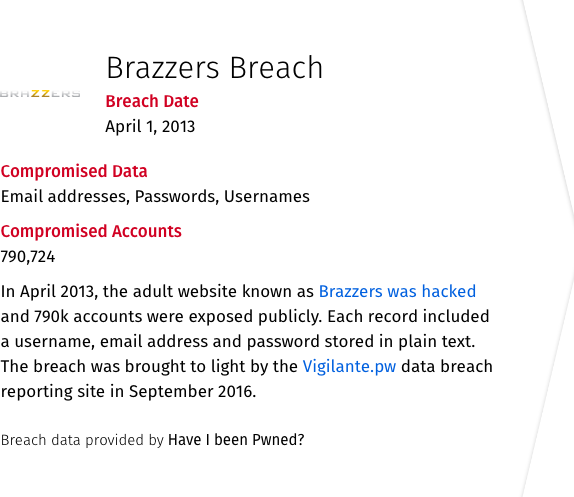 Brazzers Breach
BRAZZERS
Breach Date
April 1, 2013
Compromised Data
Email addresses, Passwords, Usernames
Compromised Accounts
790,724
In April 2013, the adult website known as Brazzers was hacked
and 790k accounts were exposed publicly. Each record included
a username, email address and password stored in plain text.
The breach was brought to light by the Vigilante.pw data breach
reporting site in September 2016.
Breach data provided by Have I been Pwned?